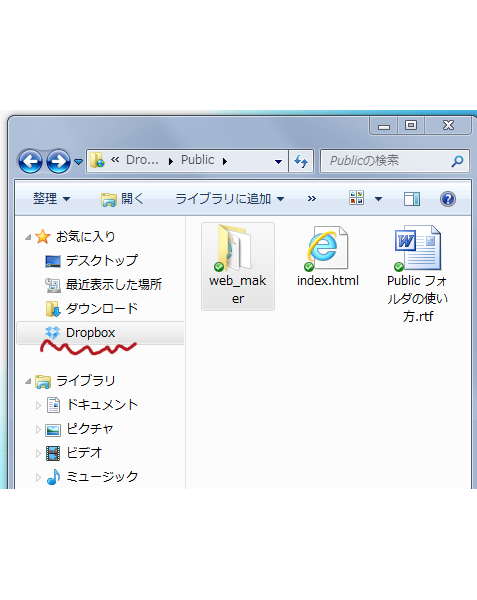 « Dro... Public
Publicの検索
整理 開く ライブラリに追加 »
お気に入り
デスクトップ
最近表示した場所
ダウンロード
Dropbox
ライブラリ
ドキュメント
ピクチャ
ビデオ
ミュージック
web_mak
er
index.html
Public フォ
ルダの使い
方.rtf